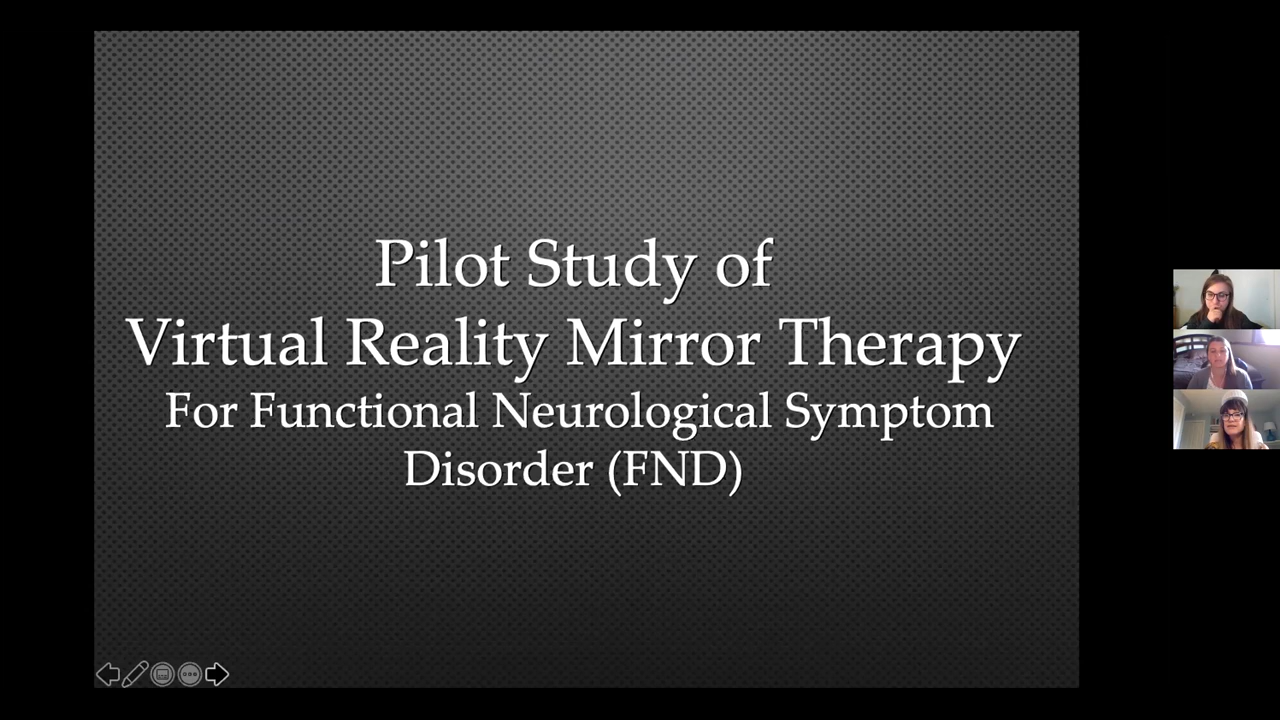 Pilot Study of
Virtual Reality Mirror Therapy
For Functional Neurological Symptom
Disorder (FND)